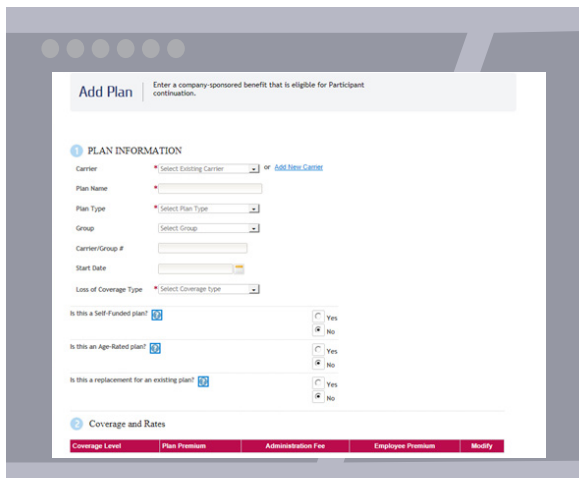 Add Plan
Enter a company-sponsored benefit that is eligible for Participant
continuation.
1 PLAN INFORMATION
Carrier * Select Existing Carrier or Add New Carrier
Plan Name *
Plan Type * Select Plan Type
Group Select Group
Carrier/Group #
Start Date
Loss of Coverage Type * Select Coverage type
Is this a Self-Funded plan?
Yes
No
Is this an Age-Rated plan?
Yes
No
Is this a replacement for an existing plan?
Yes
No
2 Coverage and Rates
Coverage Level Plan Premium Administration Fee Employee Premium Modify